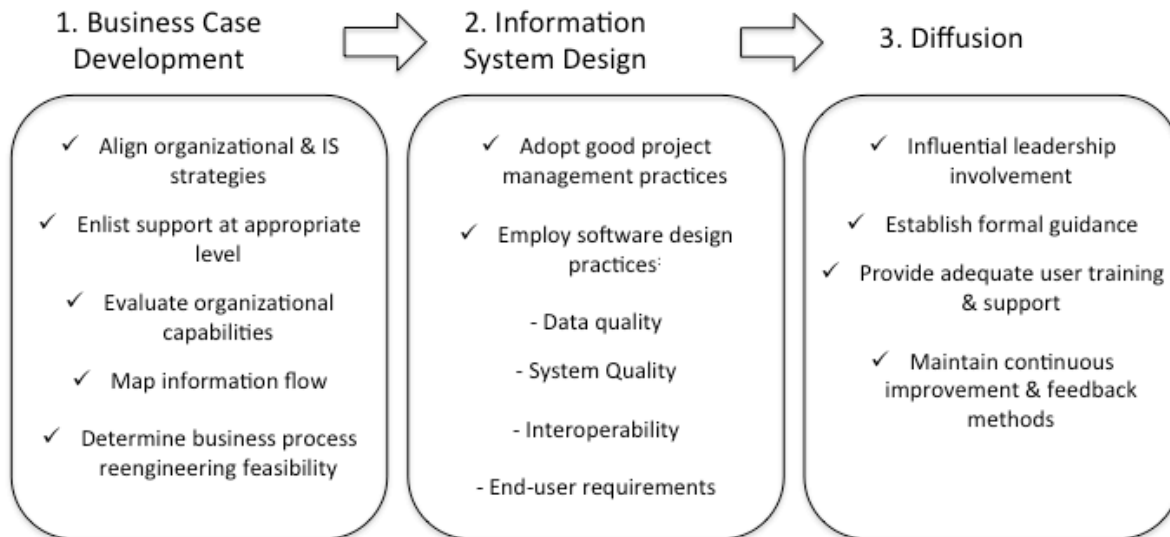 1. Business Case
Development
✓ Align organizational & IS
strategies
✓ Enlist support at appropriate
level
✓ Evaluate organizational
capabilities
✓ Map information flow
✓ Determine business process
reengineering feasibility
2. Information
System Design
✓ Adopt good project
management practices
✓ Employ software design
practices:
- Data quality
- System Quality
- Interoperability
- End-user requirements
3. Diffusion
✓ Influential leadership
involvement
✓ Establish formal guidance
✓ Provide adequate user training
& support
✓ Maintain continuous
improvement & feedback
methods